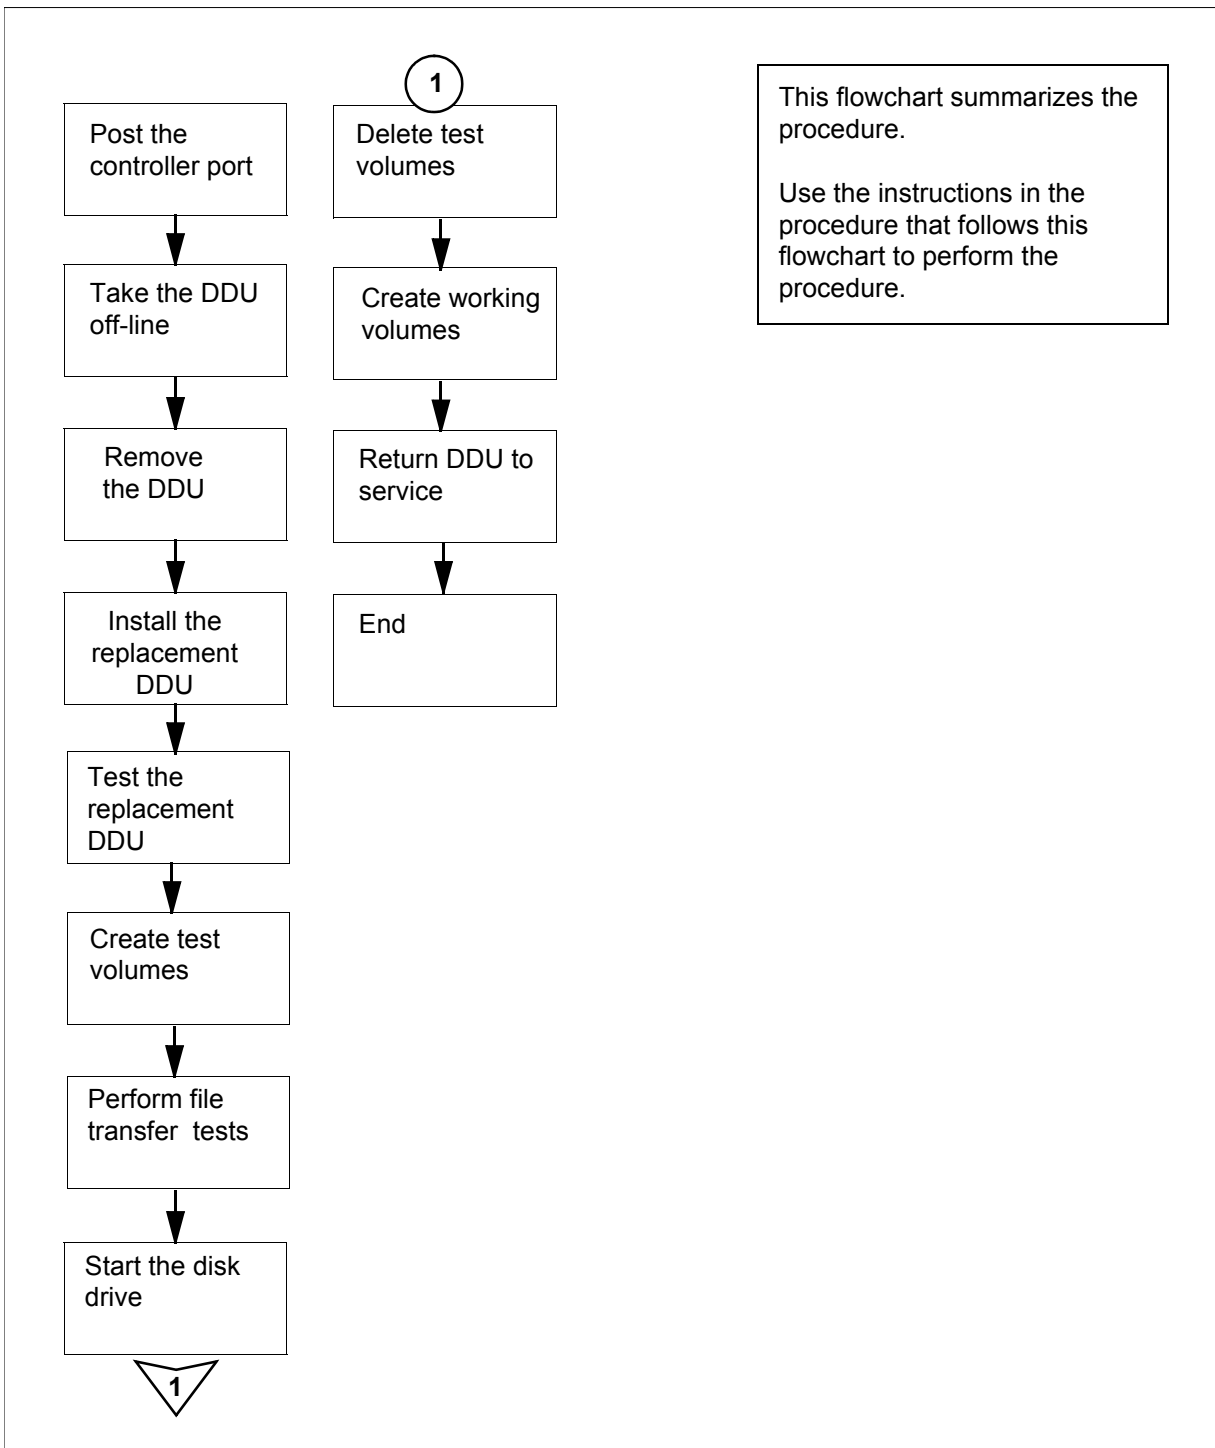 Post the
controller port
Take the DDU
off-line
Remove
the DDU
Install the
replacement
DDU
Test the
replacement
DDU
Create test
volumes
Perform file
transfer tests
Start the disk
drive
1
1
Delete test
volumes
Create working
volumes
Return DDU to
service
End
This flowchart summarizes the
procedure.
Use the instructions in the
procedure that follows this
flowchart to perform the
procedure.